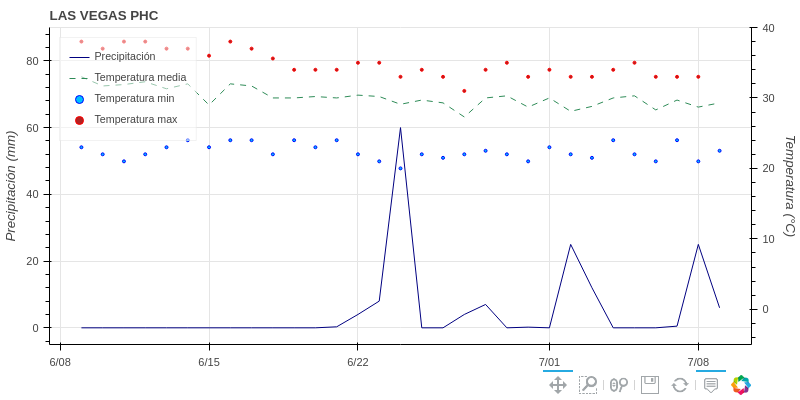 LAS VEGAS PHC
Precipitación
Temperatura media
Temperatura min
Temperatura max
Precipitación (mm)
80
60
40
20
0
Temperatura (°C)
40
30
20
10
0
6/08
6/15
6/22
7/01
7/08